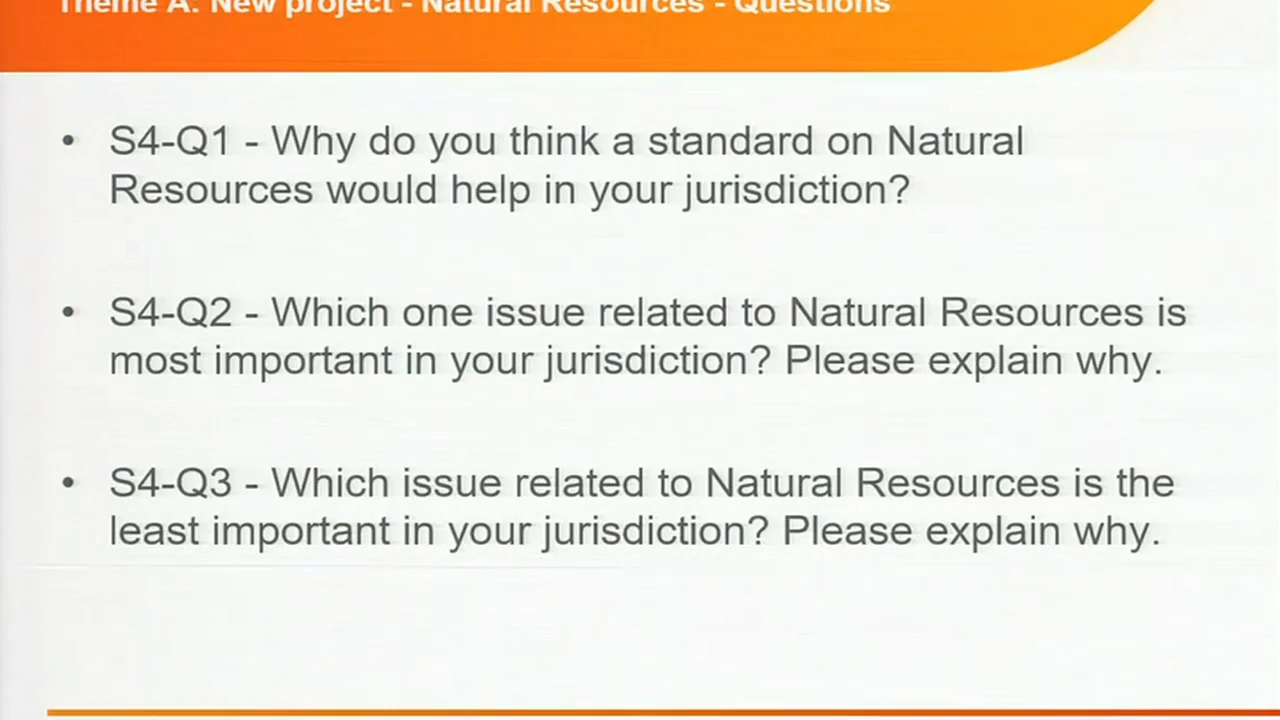 Theme A: New project - Natural Resources - Questions
• S4-Q1 - Why do you think a standard on Natural
Resources would help in your jurisdiction?
• S4-Q2 - Which one issue related to Natural Resources is
most important in your jurisdiction? Please explain why.
• S4-Q3 - Which issue related to Natural Resources is the
least important in your jurisdiction? Please explain why.